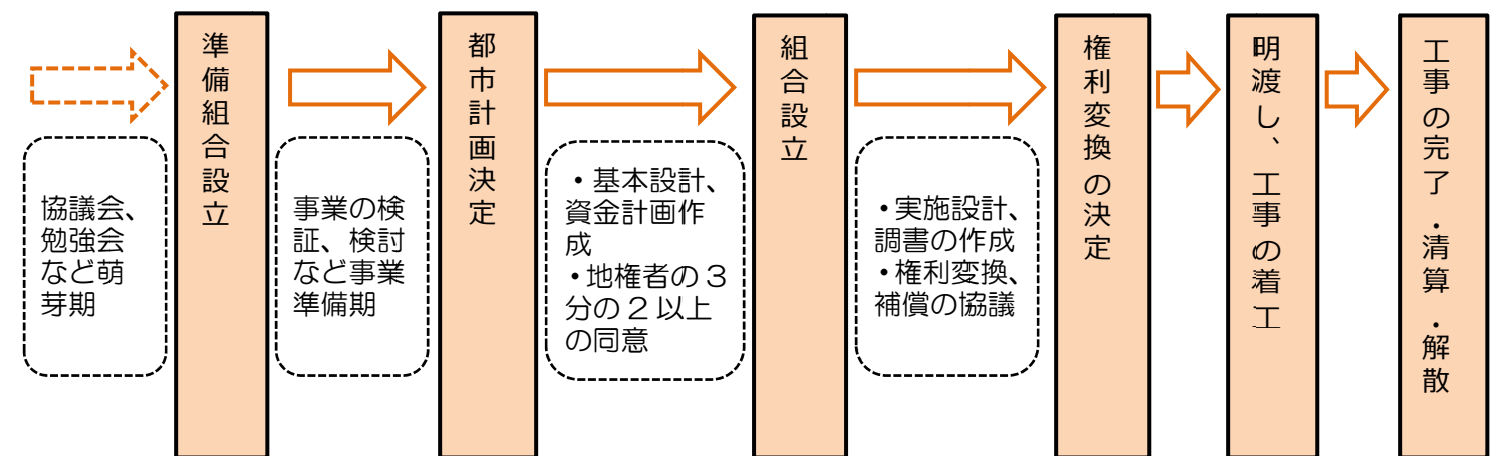 協議会、
勉強会
など萌
芽期
準備組合設立
事業の検
証、検討
など事業
準備期
都市計画決定
・基本設計、
資金計画作
成
・地権者の3
分の2以上
の同意
組合設立
・実施設計、
調書の作成
・権利変換、
補償の協議
権利変換の決定
明渡し、工事の着工
工事の完了・清算・解散